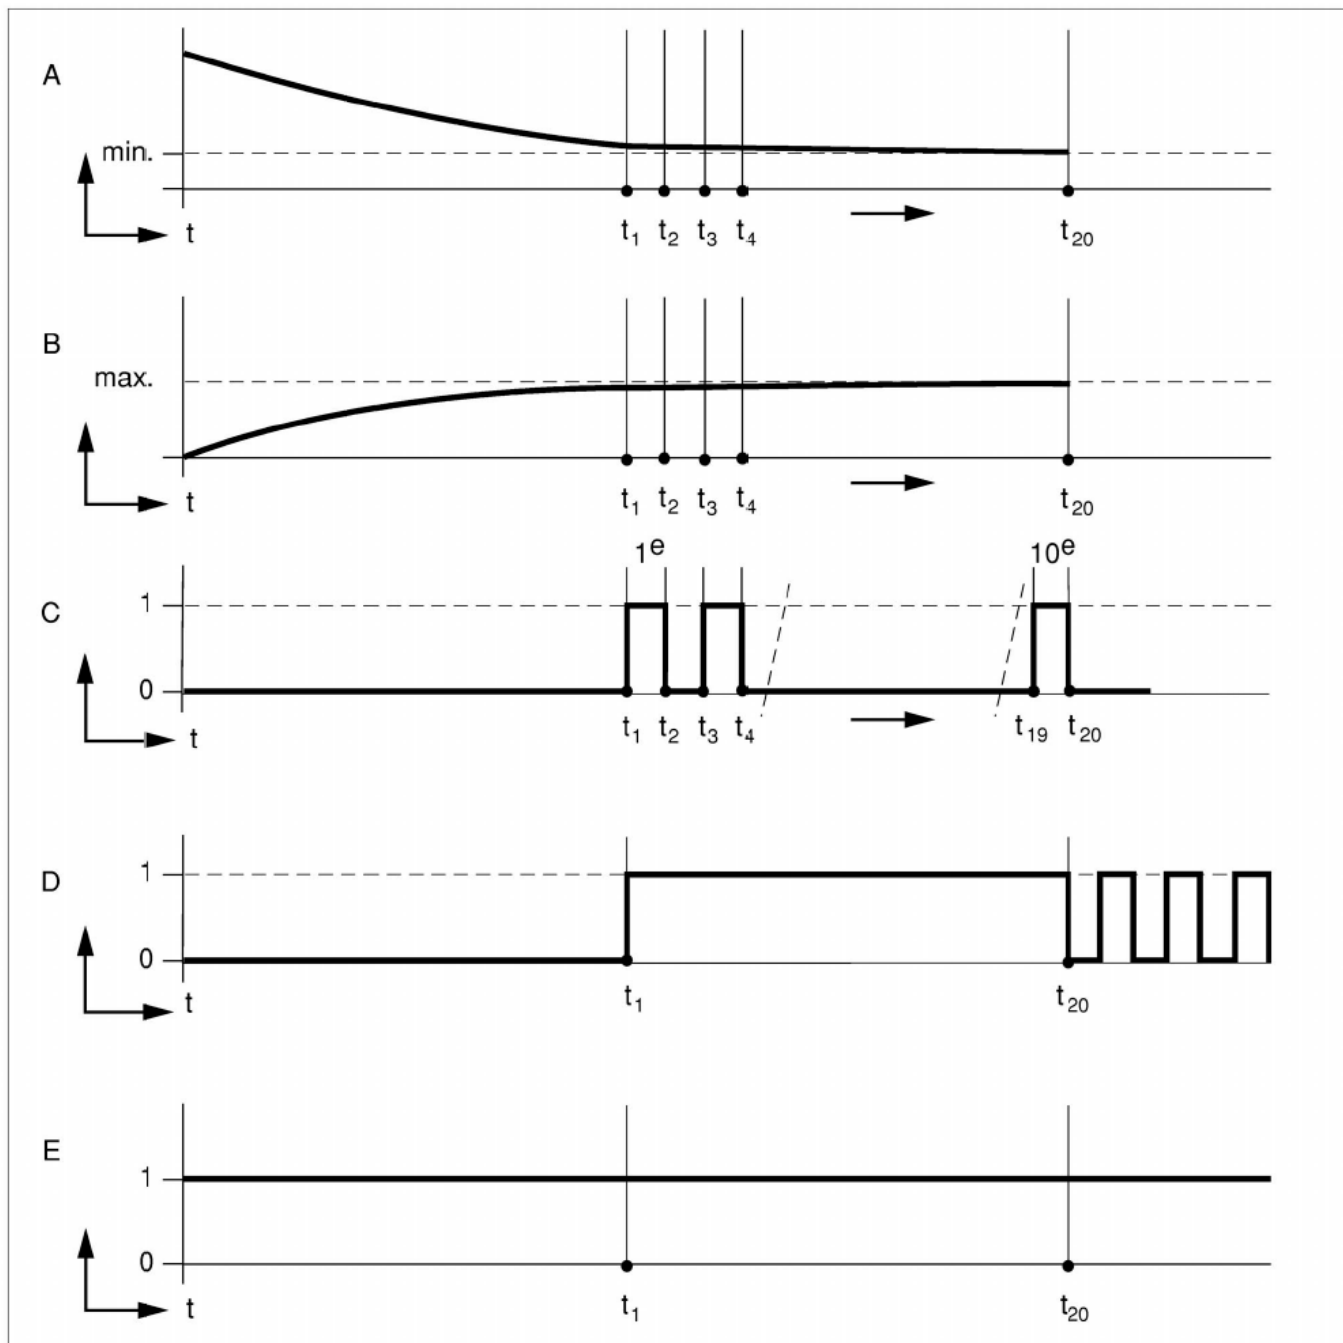 A
min.
t t₁ t₂ t₃ t₄ t₂₀
B
max.
t t₁ t₂ t₃ t₄ t₂₀
1ᵉ 10ᵉ
C 1
0
t t₁ t₂ t₃ t₄ t₁₉ t₂₀
D 1
0
t t₁ t₂₀
E
1
0
t t₁ t₂₀